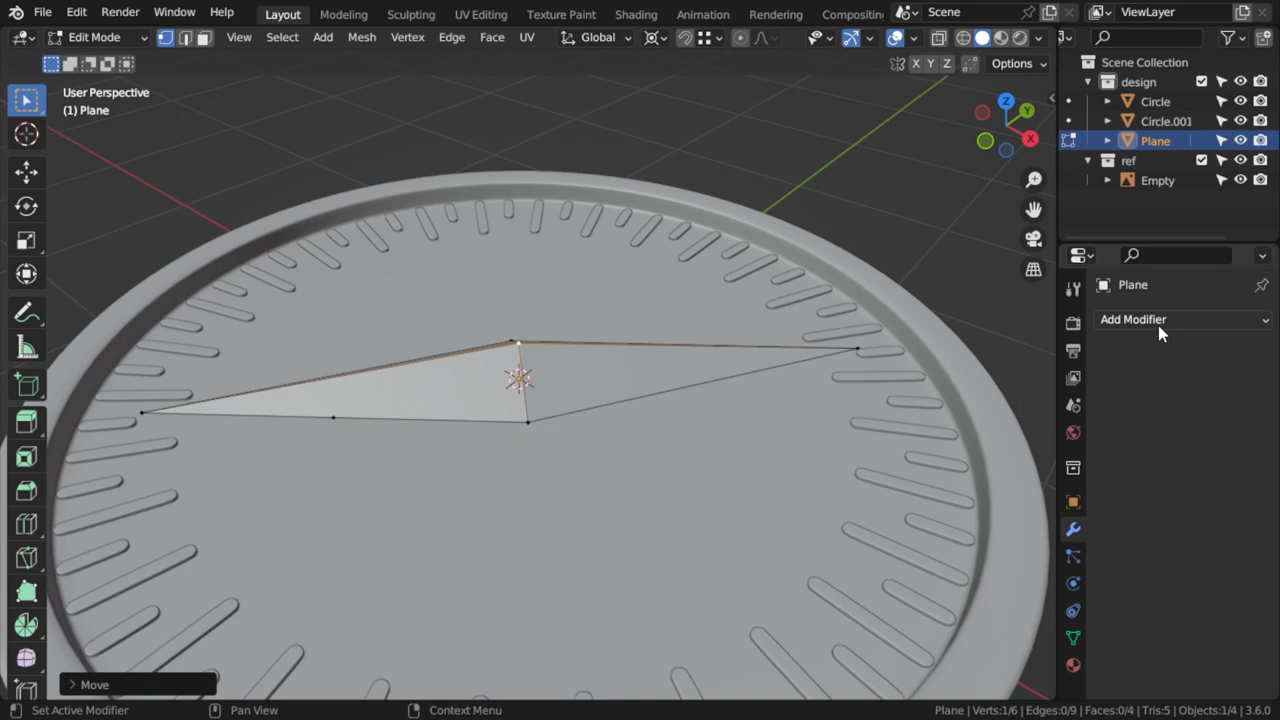 File Edit Render Window Help Layout Modeling Sculpting UV Editing Texture Paint Shading Animation Rendering Compositin Scene ViewLayer
Edit Mode View Select Add Mesh Vertex Edge Face UV Global
X Y Z Options
User Perspective
(1) Plane
Z
Y
X
Scene Collection
design
Circle
Circle.001
Plane
ref
Empty
Plane
Add Modifier
Move
Set Active Modifier Pan View Context Menu Plane | Verts:1/6 | Edges:0/9 | Faces:0/4 | Tris:5 | Objects:1/4 | 3.6.0